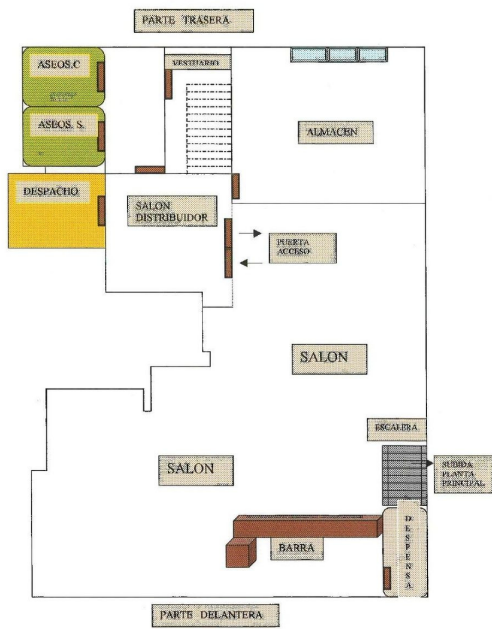 PARTE TRASERA
ASEOS.C
VESTUARIO
ASEOS. S.
ALMACEN
DESPACHO
SALON
DISTRIBUIDOR
PUERTA
ACCESO
SALON
ESCALERA
SALON
SUBIDA
PLANTA
PRINCIPAL
DESPENSA
BARRA
PARTE DELANTERA